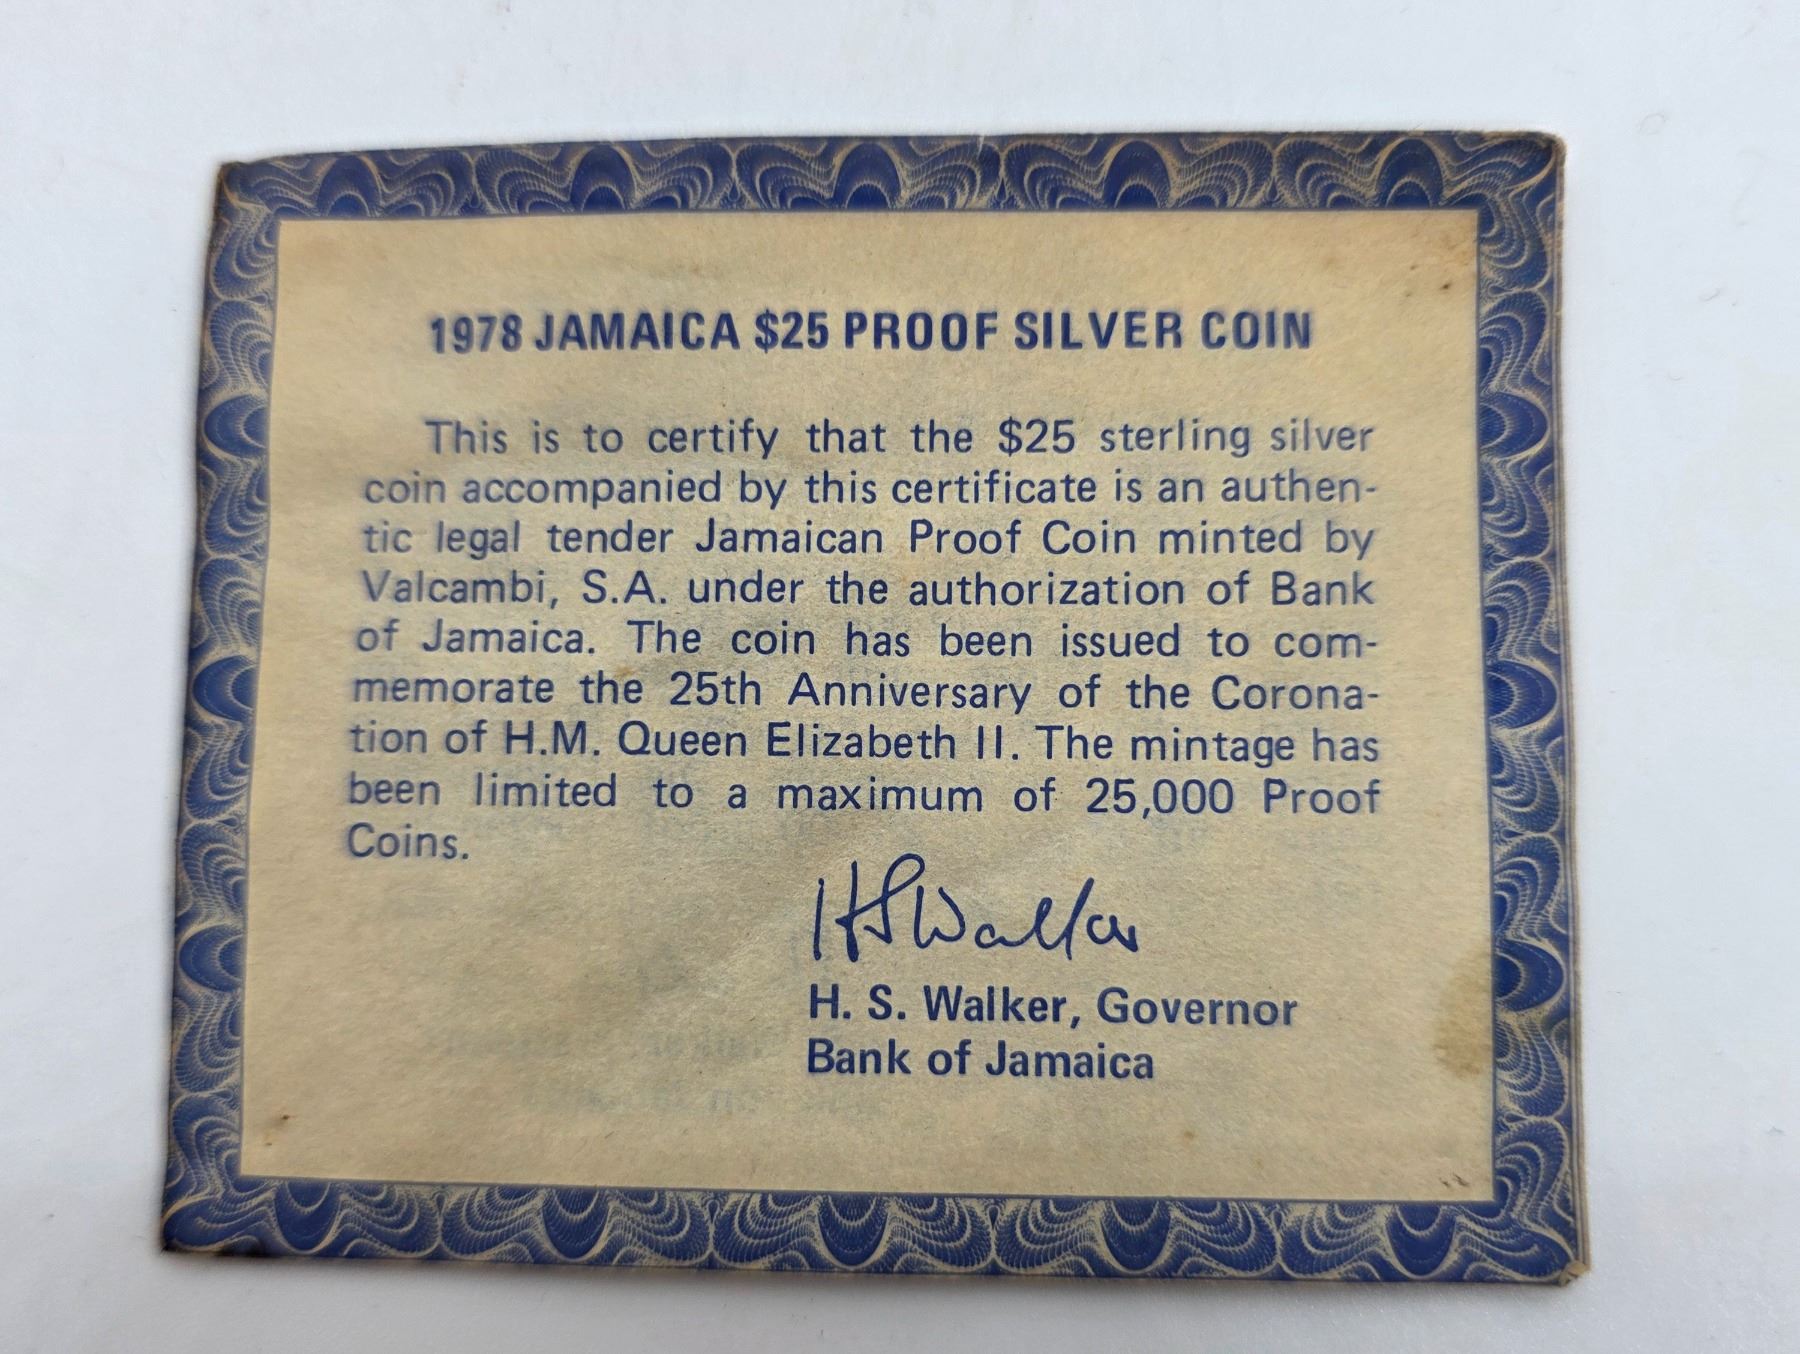 1978 JAMAICA $25 PROOF SILVER COIN
This is to certify that the $25 sterling silver
coin accompanied by this certificate is an authen-
tic legal tender Jamaican Proof Coin minted by
Valcambi, S.A. under the authorization of Bank
of Jamaica. The coin has been issued to com-
memorate the 25th Anniversary of the Corona-
tion of H.M. Queen Elizabeth II. The mintage has
been limited to a maximum of 25,000 Proof
Coins.
HSWalker
H. S. Walker, Governor
Bank of Jamaica